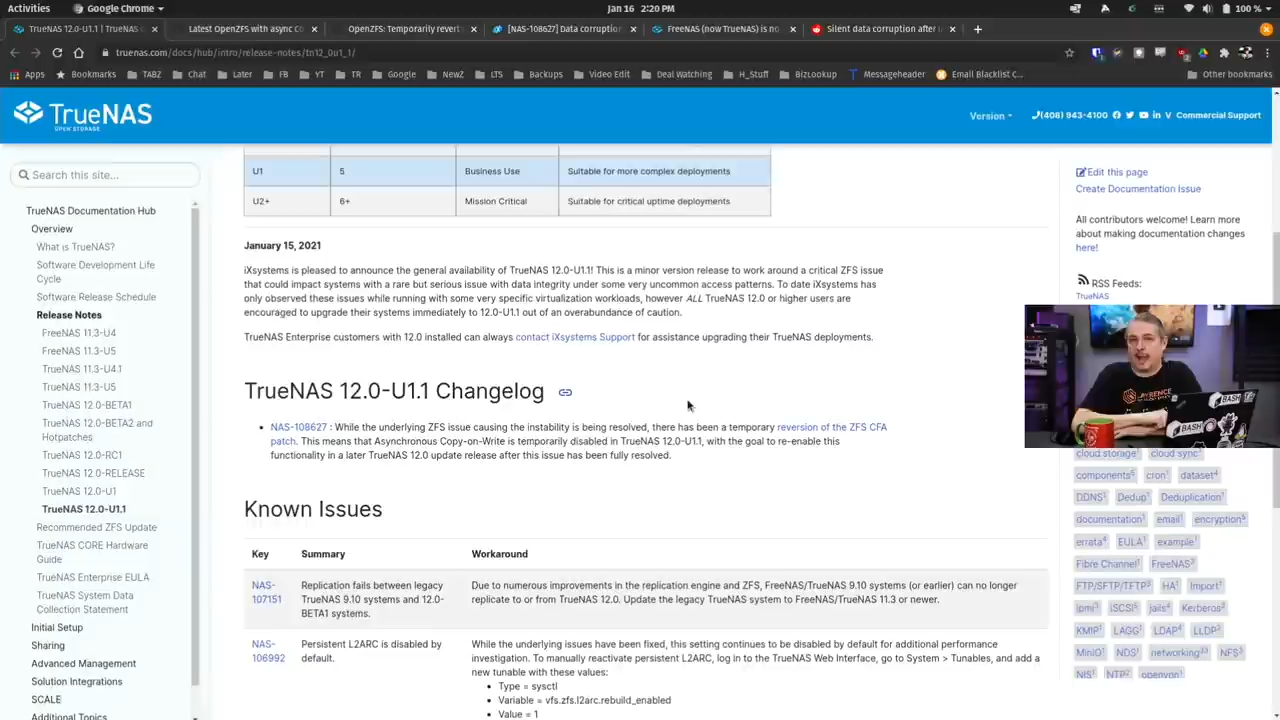 Activities
Google Chrome
Jan 16 2:20 PM
100 %
TrueNAS 12.0-U1.1 | TrueNAS
Latest OpenZFS with async Co
OpenZFS: Temporarily revert
[NAS-108627] Data corruption
FreeNAS (now TrueNAS) is no
Silent data corruption after
truenas.com/docs/hub/intro/release-notes/tn12_0u1_1/
Apps
Bookmarks
TABZ
Chat
Later
FB
YT
TR
Google
NewZ
LTS
Backups
Video Edit
Deal Watching
H_Stuff
BizLookup
Messageheader
Email Blacklist C...
Other bookmarks
TrueNAS
OPEN STORAGE
Version
(408) 943-4100
Commercial Support
Search this site...
TrueNAS Documentation Hub
Overview
What is TrueNAS?
Software Development Life
Cycle
Software Release Schedule
Release Notes
FreeNAS 11.3-U4
FreeNAS 11.3-U5
TrueNAS 11.3-U4.1
TrueNAS 11.3-U5
TrueNAS 12.0-BETA1
TrueNAS 12.0-BETA2 and
Hotpatches
TrueNAS 12.0-RC1
TrueNAS 12.0-RELEASE
TrueNAS 12.0-U1
TrueNAS 12.0-U1.1
Recommended ZFS Update
TrueNAS CORE Hardware
Guide
TrueNAS Enterprise EULA
TrueNAS System Data
Collection Statement
Initial Setup
Sharing
Advanced Management
Solution Integrations
SCALE
Additional Topics
U1 5 Business Use Suitable for more complex deployments
U2+ 6+ Mission Critical Suitable for critical uptime deployments
January 15, 2021
iXsystems is pleased to announce the general availability of TrueNAS 12.0-U1.1! This is a minor version release to work around a critical ZFS issue
that could impact systems with a rare but serious issue with data integrity under some very uncommon access patterns. To date iXsystems has
only observed these issues while running with some very specific virtualization workloads, however ALL TrueNAS 12.0 or higher users are
encouraged to upgrade their systems immediately to 12.0-U1.1 out of an overabundance of caution.
TrueNAS Enterprise customers with 12.0 installed can always contact iXsystems Support for assistance upgrading their TrueNAS deployments.
TrueNAS 12.0-U1.1 Changelog
NAS-108627 : While the underlying ZFS issue causing the instability is being resolved, there has been a temporary reversion of the ZFS CFA
patch. This means that Asynchronous Copy-on-Write is temporarily disabled in TrueNAS 12.0-U1.1, with the goal to re-enable this
functionality in a later TrueNAS 12.0 update release after this issue has been fully resolved.
Known Issues
Key Summary Workaround
NAS-
107151
Replication fails between legacy
TrueNAS 9.10 systems and 12.0-
BETA1 systems.
Due to numerous improvements in the replication engine and ZFS, FreeNAS/TrueNAS 9.10 systems (or earlier) can no longer
replicate to or from TrueNAS 12.0. Update the legacy TrueNAS system to FreeNAS/TrueNAS 11.3 or newer.
NAS-
106992
Persistent L2ARC is disabled by
default.
While the underlying issues have been fixed, this setting continues to be disabled by default for additional performance
investigation. To manually reactivate persistent L2ARC, log in to the TrueNAS Web Interface, go to System > Tunables, and add a
new tunable with these values:
Type = sysctl
Variable = vfs.zfs.l2arc.rebuild_enabled
Value = 1
Edit this page
Create Documentation Issue
All contributors welcome! Learn more
about making documentation changes
here!
RSS Feeds:
TrueNAS
LAWRENCE
BASH
BASH
cloud storage cloud sync
components cron dataset
DDNS Dedup Deduplication
documentation email encryption
errata EULA example
Fibre Channel FreeNAS
FTP/SFTP/TFTP HA Import
Ipmi iSCSI jails Kerberos
KMIP LAGG LDAP LLDP
MinIO NDS networking NFS
NIS NTP openvpn